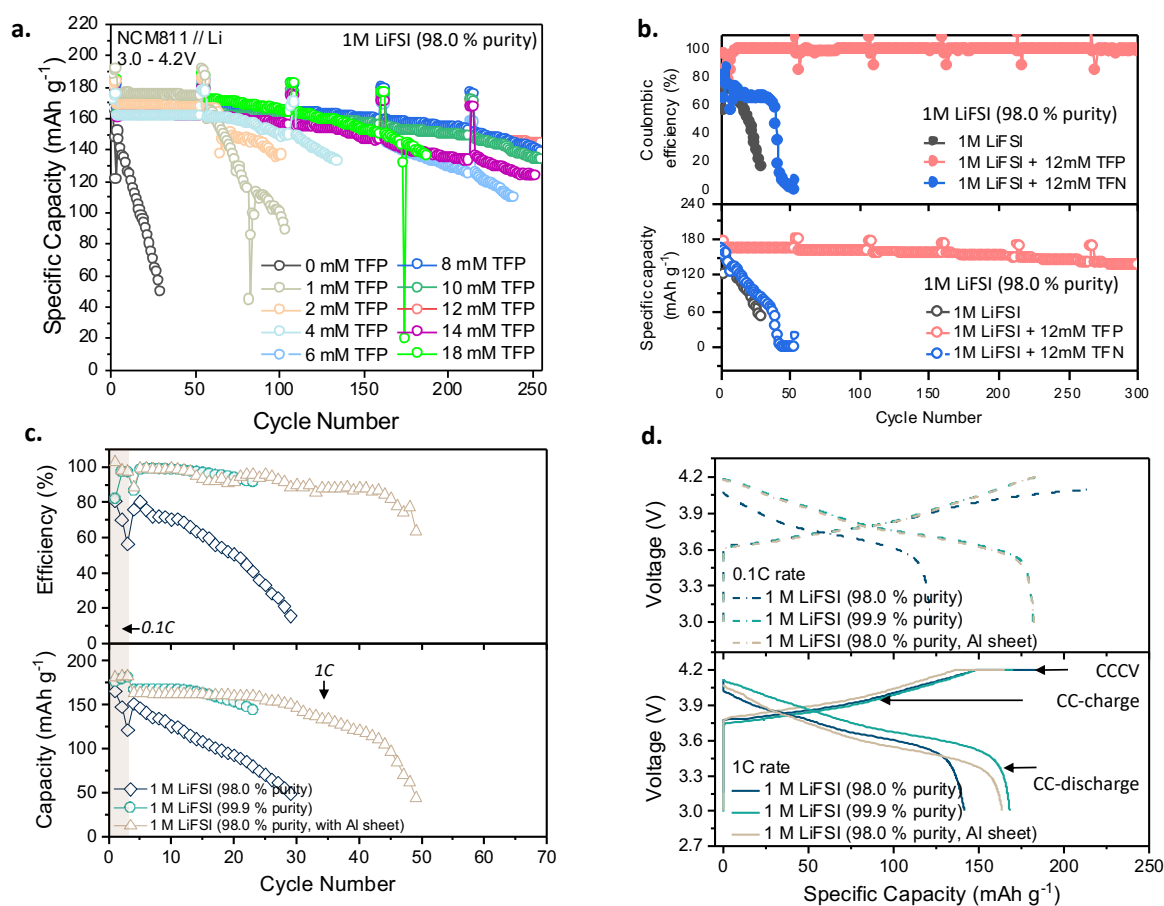 a.
NCM811 // Li
3.0 - 4.2V
1M LiFSI (98.0 % purity)
Specific Capacity (mAh g-1)
220
200
180
160
140
120
100
80
60
40
20
0
0 mM TFP
1 mM TFP
2 mM TFP
4 mM TFP
6 mM TFP
8 mM TFP
10 mM TFP
12 mM TFP
14 mM TFP
18 mM TFP
0
50
100
150
200
250
Cycle Number
b.
Coulombic
efficiency (%)
100
80
60
40
20
0
1M LiFSI (98.0 % purity)
1M LiFSI
1M LiFSI + 12mM TFP
1M LiFSI + 12mM TFN
Specific capacity
(mAh g-1)
240
180
120
60
0
1M LiFSI (98.0 % purity)
1M LiFSI
1M LiFSI + 12mM TFP
1M LiFSI + 12mM TFN
0
50
100
150
200
250
300
Cycle Number
c.
Efficiency (%)
100
80
60
40
20
0
0.1C
Capacity (mAh g-1)
200
150
100
50
0
1C
1 M LiFSI (98.0 % purity)
1 M LiFSI (99.9 % purity)
1 M LiFSI (98.0 % purity, with Al sheet)
0
10
20
30
40
50
60
70
Cycle Number
d.
Voltage (V)
4.2
3.9
3.6
3.3
3.0
0.1C rate
1 M LiFSI (98.0 % purity)
1 M LiFSI (99.9 % purity)
1 M LiFSI (98.0 % purity, Al sheet)
Voltage (V)
4.2
3.9
3.6
3.3
3.0
2.7
CCCV
CC-charge
CC-discharge
1C rate
1 M LiFSI (98.0 % purity)
1 M LiFSI (99.9 % purity)
1 M LiFSI (98.0 % purity, Al sheet)
0
50
100
150
200
250
Specific Capacity (mAh g-1)